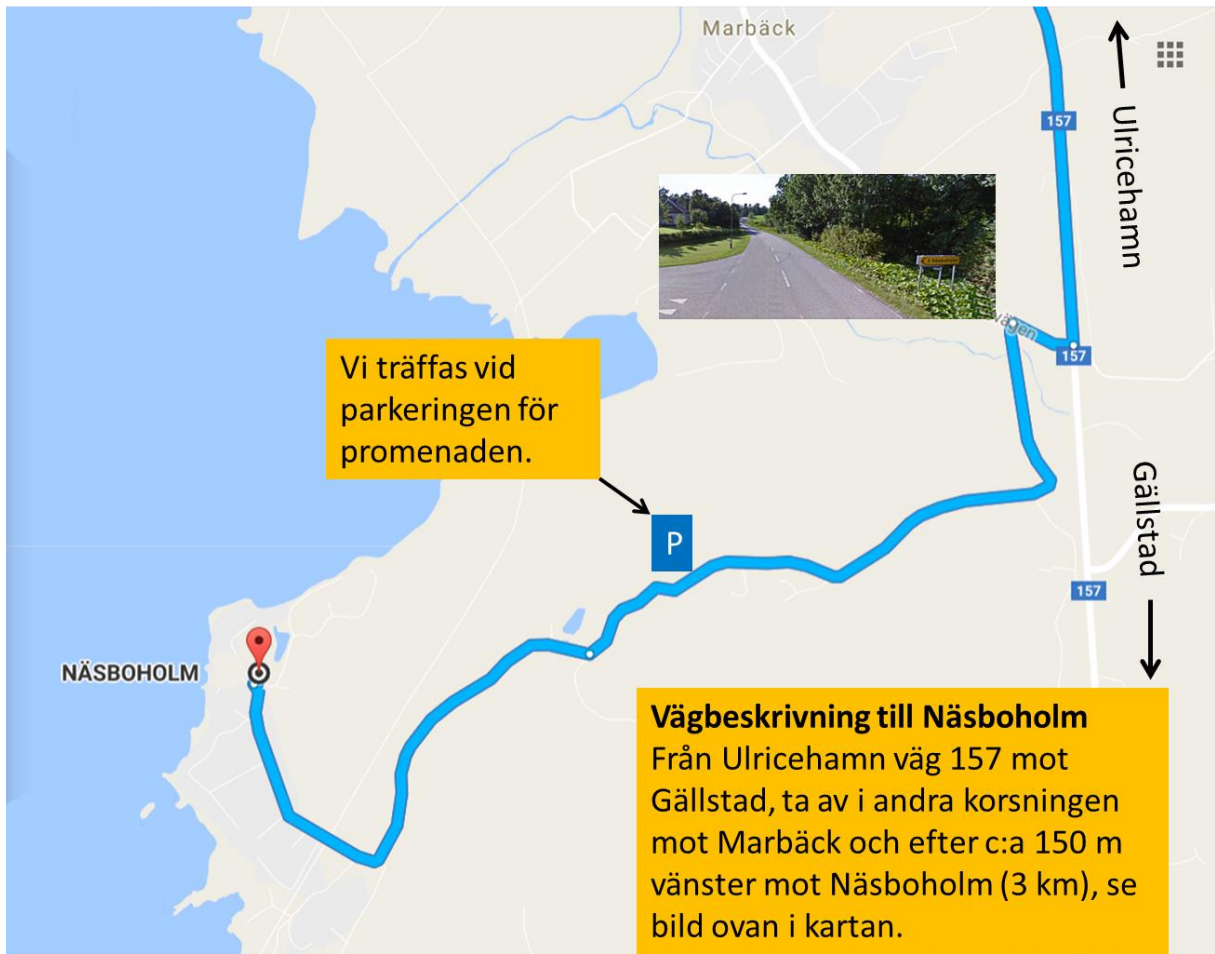 Marbäck
157
Ulricehamn
vägen
157
Vi träffas vid
parkeringen för
promenaden.
Gällstad
P
157
NÄSBOHOLM
Vägbeskrivning till Näsboholm
Från Ulricehamn väg 157 mot
Gällstad, ta av i andra korsningen
mot Marbäck och efter c:a 150 m
vänster mot Näsboholm (3 km), se
bild ovan i kartan.